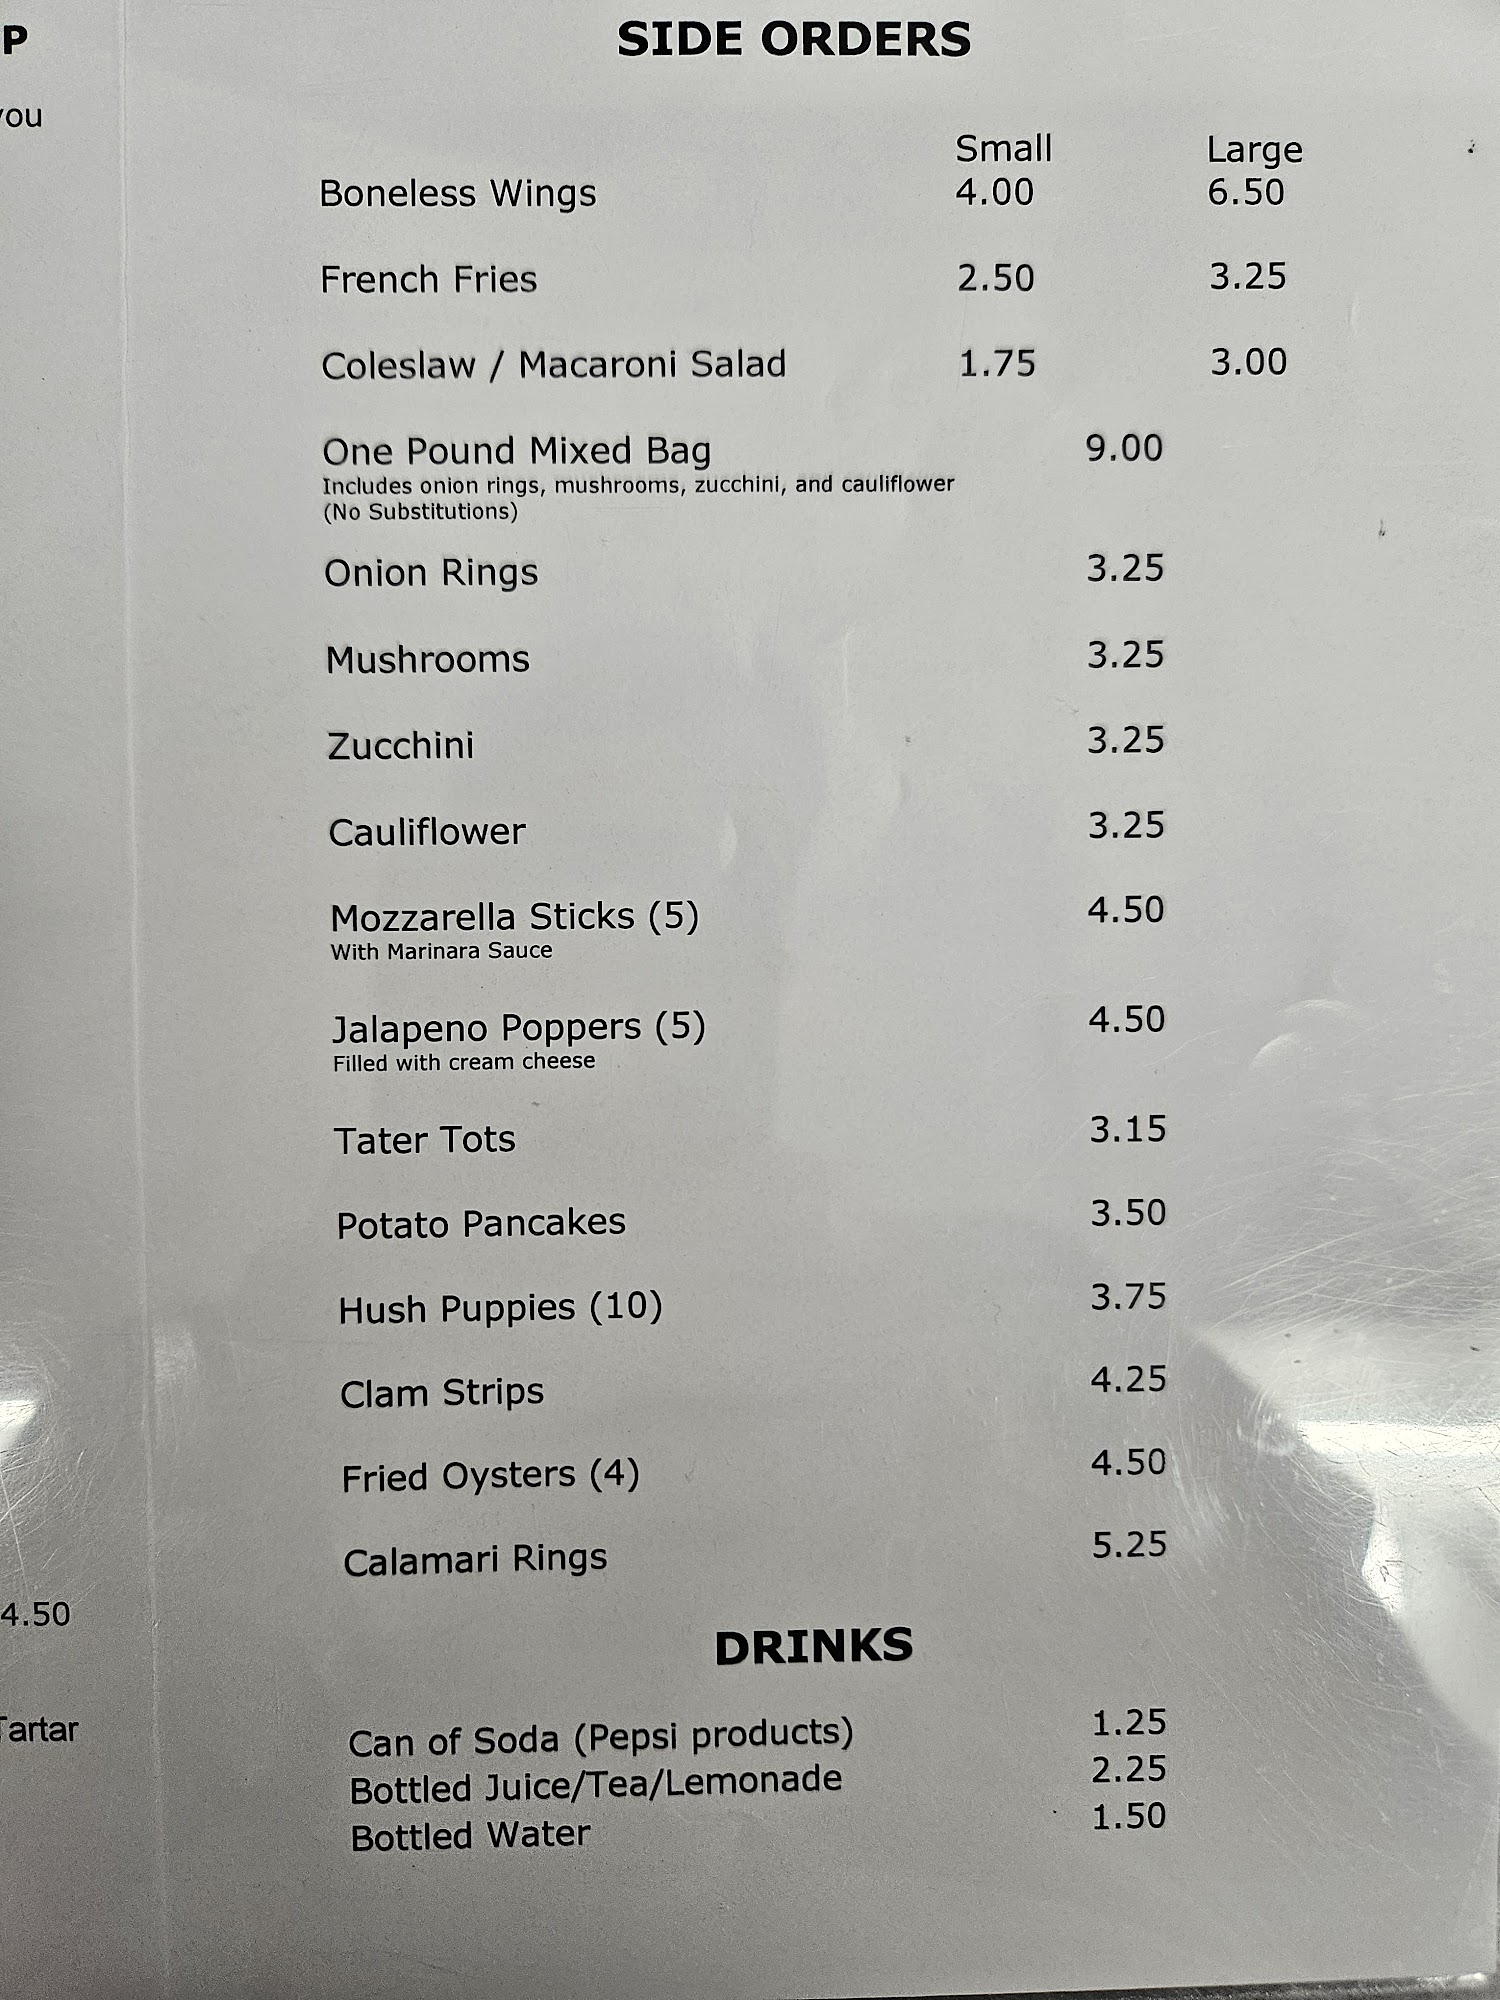 P
you
4.50
Tartar
SIDE ORDERS
Small Large
Boneless Wings 4.00 6.50
French Fries 2.50 3.25
Coleslaw / Macaroni Salad 1.75 3.00
One Pound Mixed Bag 9.00
Includes onion rings, mushrooms, zucchini, and cauliflower
(No Substitutions)
Onion Rings 3.25
Mushrooms 3.25
Zucchini 3.25
Cauliflower 3.25
Mozzarella Sticks (5) 4.50
With Marinara Sauce
Jalapeno Poppers (5) 4.50
Filled with cream cheese
Tater Tots 3.15
Potato Pancakes 3.50
Hush Puppies (10) 3.75
Clam Strips 4.25
Fried Oysters (4) 4.50
Calamari Rings 5.25
DRINKS
Can of Soda (Pepsi products) 1.25
Bottled Juice/Tea/Lemonade 2.25
Bottled Water 1.50